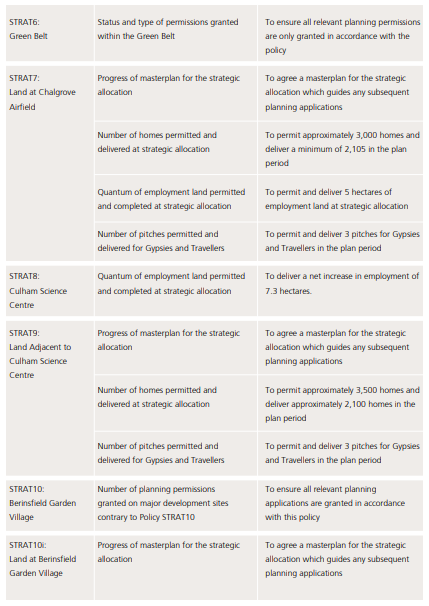 STRAT6:
Green Belt
Status and type of permissions granted
within the Green Belt
To ensure all relevant planning permissions
are only granted in accordance with the
policy
STRAT7:
Land at Chalgrove
Airfield
Progress of masterplan for the strategic
allocation
To agree a masterplan for the strategic
allocation which guides any subsequent
planning applications
Number of homes permitted and
delivered at strategic allocation
To permit approximately 3,000 homes and
deliver a minimum of 2,105 in the plan
period
Quantum of employment land permitted
and completed at strategic allocation
To permit and deliver 5 hectares of
employment land at strategic allocation
Number of pitches permitted and
delivered for Gypsies and Travellers
To permit and deliver 3 pitches for Gypsies
and Travellers in the plan period
STRAT8:
Culham Science
Centre
Quantum of employment land permitted
and completed at strategic allocation
To deliver a net increase in employment of
7.3 hectares.
STRAT9:
Land Adjacent to
Culham Science
Centre
Progress of masterplan for the strategic
allocation
To agree a masterplan for the strategic
allocation which guides any subsequent
planning applications
Number of homes permitted and
delivered at strategic allocation
To permit approximately 3,500 homes and
deliver approximately 2,100 homes in the
plan period
Number of pitches permitted and
delivered for Gypsies and Travellers
To permit and deliver 3 pitches for Gypsies
and Travellers in the plan period
STRAT10:
Berinsfield Garden
Village
Number of planning permissions
granted on major development sites
contrary to Policy STRAT10
To ensure all relevant planning
applications are granted in accordance
with this policy
STRAT10i:
Land at Berinsfield
Garden Village
Progress of masterplan for the strategic
allocation
To agree a masterplan for the strategic
allocation which guides any subsequent
planning applications